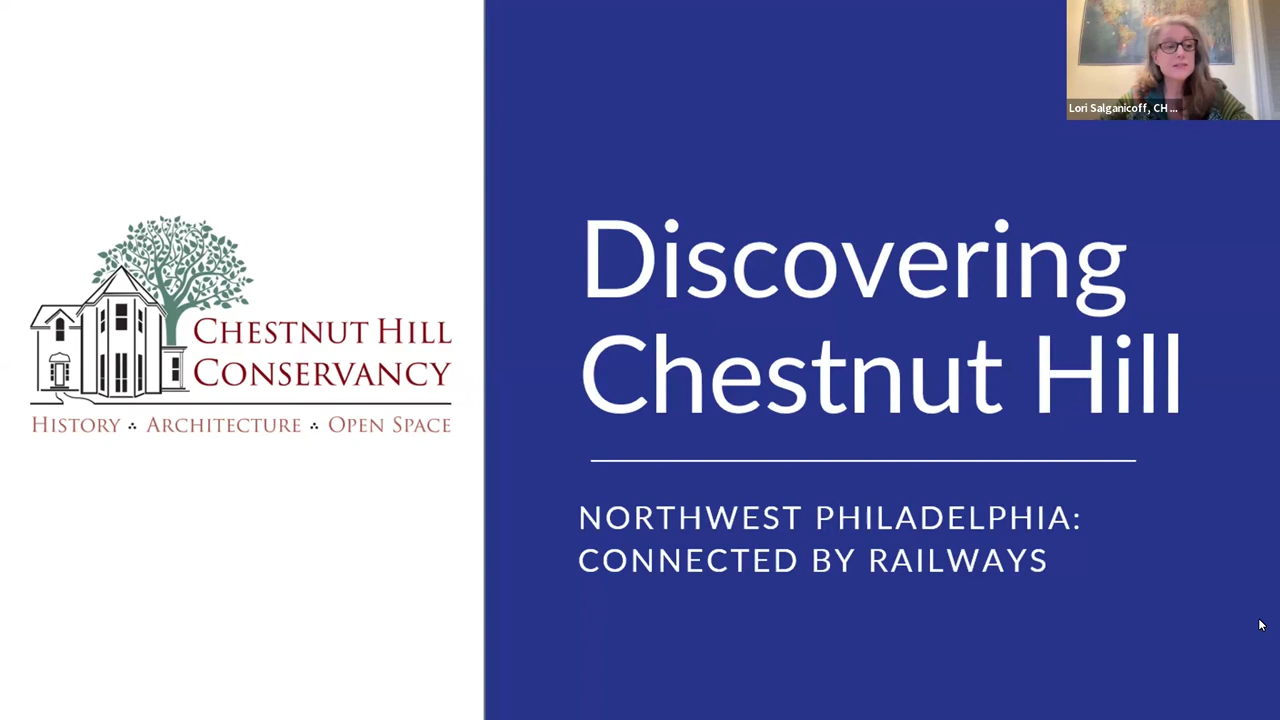 Lori Salganicoff, CH ...
Discovering
Chestnut Hill
CHESTNUT HILL
CONSERVANCY
HISTORY ∴ ARCHITECTURE ∴ OPEN SPACE
NORTHWEST PHILADELPHIA:
CONNECTED BY RAILWAYS